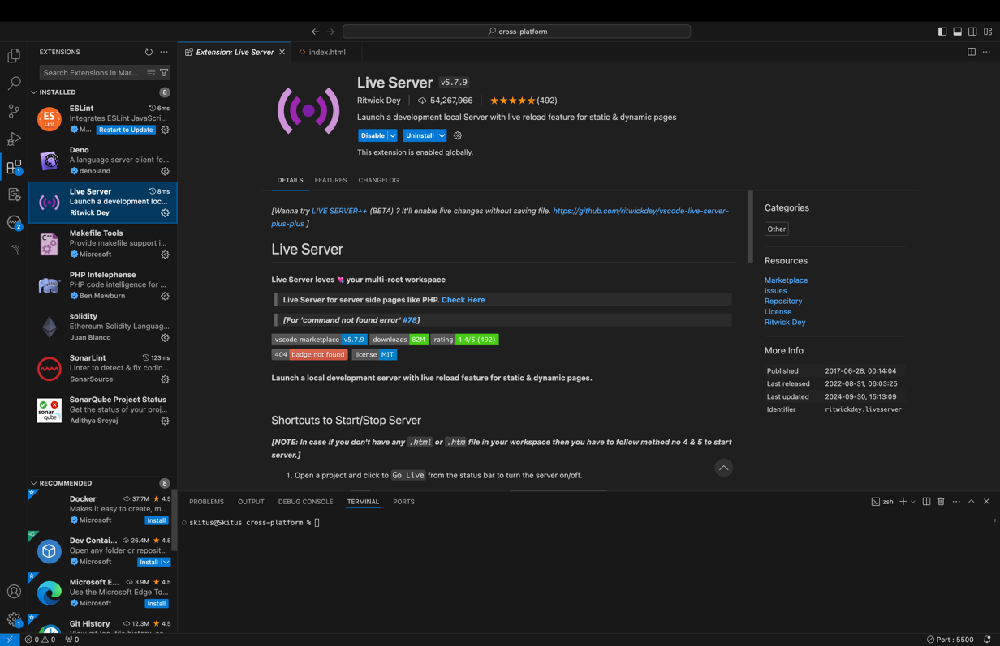 cross-platform
EXTENSIONS
Extension: Live Server
index.html
Search Extensions in Mar...
INSTALLED 8
ES
Lint
ESLint 6ms
Integrates ESLint JavaScri...
M... Restart to Update
Deno
A language server client fo...
denoland
Live Server 8ms
Launch a development loc...
Ritwick Dey
C++
Makefile Tools
Provide makefile support i...
Microsoft
PHP Intelephense
PHP code intelligence for ...
Ben Mewburn
solidity
Ethereum Solidity Languag...
Juan Blanco
SonarLint 123ms
Linter to detect & fix codin...
SonarSource
sonar
qube
SonarQube Project Status
Get the status of your proj...
Adithya Sreyaj
RECOMMENDED 8
Docker 37.7M 4.5
Makes it easy to create, m...
Microsoft Install
Dev Contai... 26.4M 4.5
Open any folder or reposit...
Microsoft Install
Microsoft E... 3.9M 4.5
Use the Microsoft Edge To...
Microsoft Install
Git History 12.3M 4.5
View git log, file history, co...
1
2
1
Live Server v5.7.9
Ritwick Dey 54,267,966 (492)
Launch a development local Server with live reload feature for static & dynamic pages
Disable Uninstall
This extension is enabled globally.
DETAILS FEATURES CHANGELOG
[Wanna try LIVE SERVER++ (BETA) ? It'll enable live changes without saving file. https://github.com/ritwickdey/vscode-live-server-
plus-plus ]
Live Server
Live Server loves 💘 your multi-root workspace
Live Server for server side pages like PHP. Check Here
[For 'command not found error' #78]
vscode marketplace v5.7.9 downloads 82M rating 4.4/5 (492)
404 badge not found license MIT
Launch a local development server with live reload feature for static & dynamic pages.
Shortcuts to Start/Stop Server
[NOTE: In case if you don't have any .html or .htm file in your workspace then you have to follow method no 4 & 5 to start
server.]
1. Open a project and click to Go Live from the status bar to turn the server on/off.
Categories
Other
Resources
Marketplace
Issues
Repository
License
Ritwick Dey
More Info
Published 2017-06-28, 00:14:04
Last released 2022-08-31, 06:03:25
Last updated 2024-09-30, 15:13:09
Identifier ritwickdey.liveserver
PROBLEMS OUTPUT DEBUG CONSOLE TERMINAL PORTS
zsh
skitus@Skitus cross-platform %
0 0 0
Port : 5500